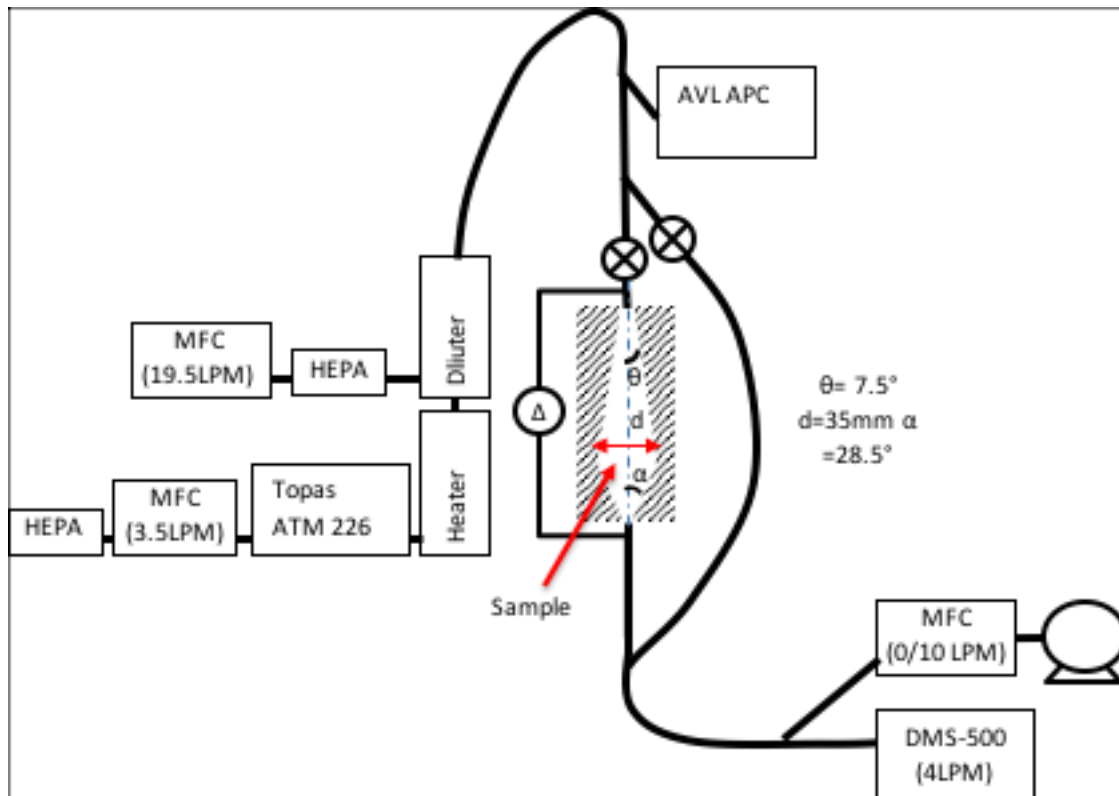 AVL APC
Dliuter
MFC
(19.5LPM)
HEPA
θ
θ= 7.5°
d=35mm α
=28.5°
Δ
d
α
Heater
Topas
ATM 226
MFC
(3.5LPM)
HEPA
Sample
MFC
(0/10 LPM)
DMS-500
(4LPM)